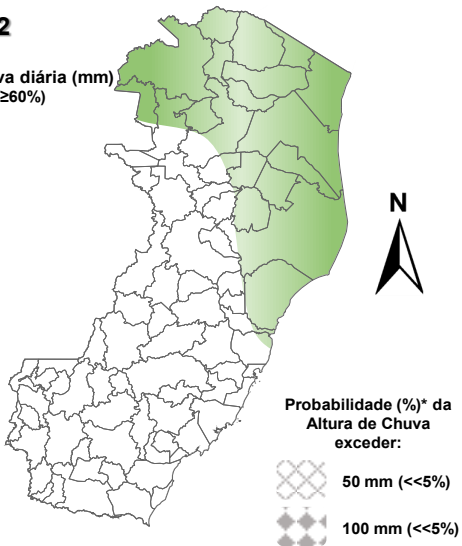 2
va diária (mm)
≥60%)
N
Probabilidade (%)* da
Altura de Chuva
exceder:
50 mm (<<5%)
100 mm (<<5%)